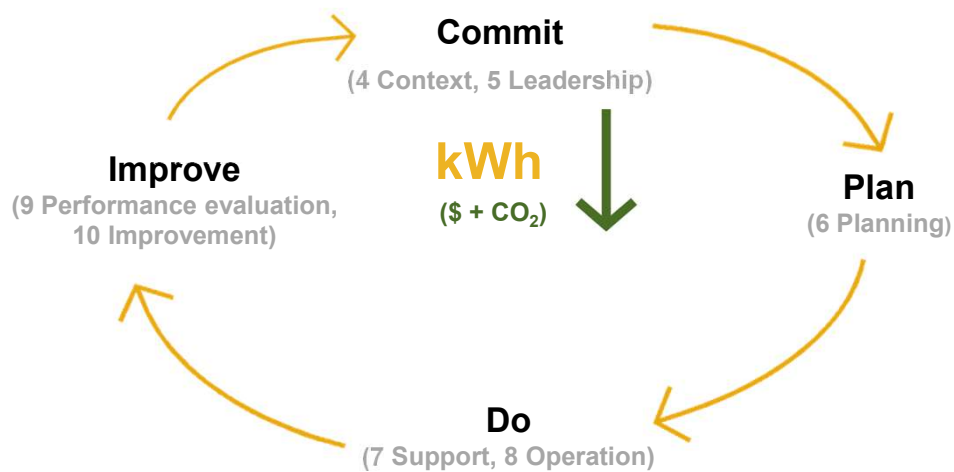 Commit
(4 Context, 5 Leadership)
kWh
($ + CO₂)
Improve
(9 Performance evaluation,
10 Improvement)
Plan
(6 Planning)
Do
(7 Support, 8 Operation)